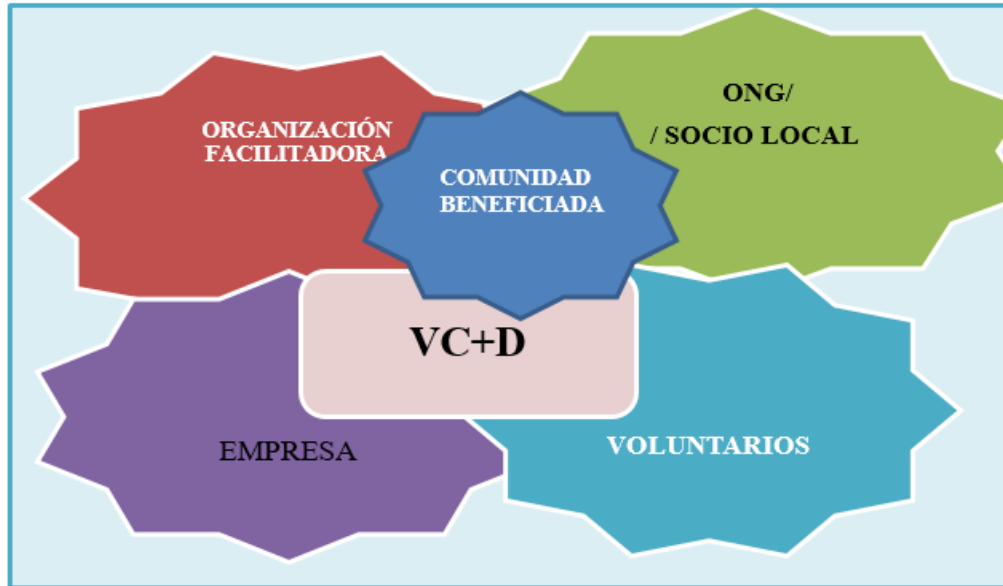 ORGANIZACIÓN
FACILITADORA
ONG/
/ SOCIO LOCAL
COMUNIDAD
BENEFICIADA
VC+D
EMPRESA
VOLUNTARIOS